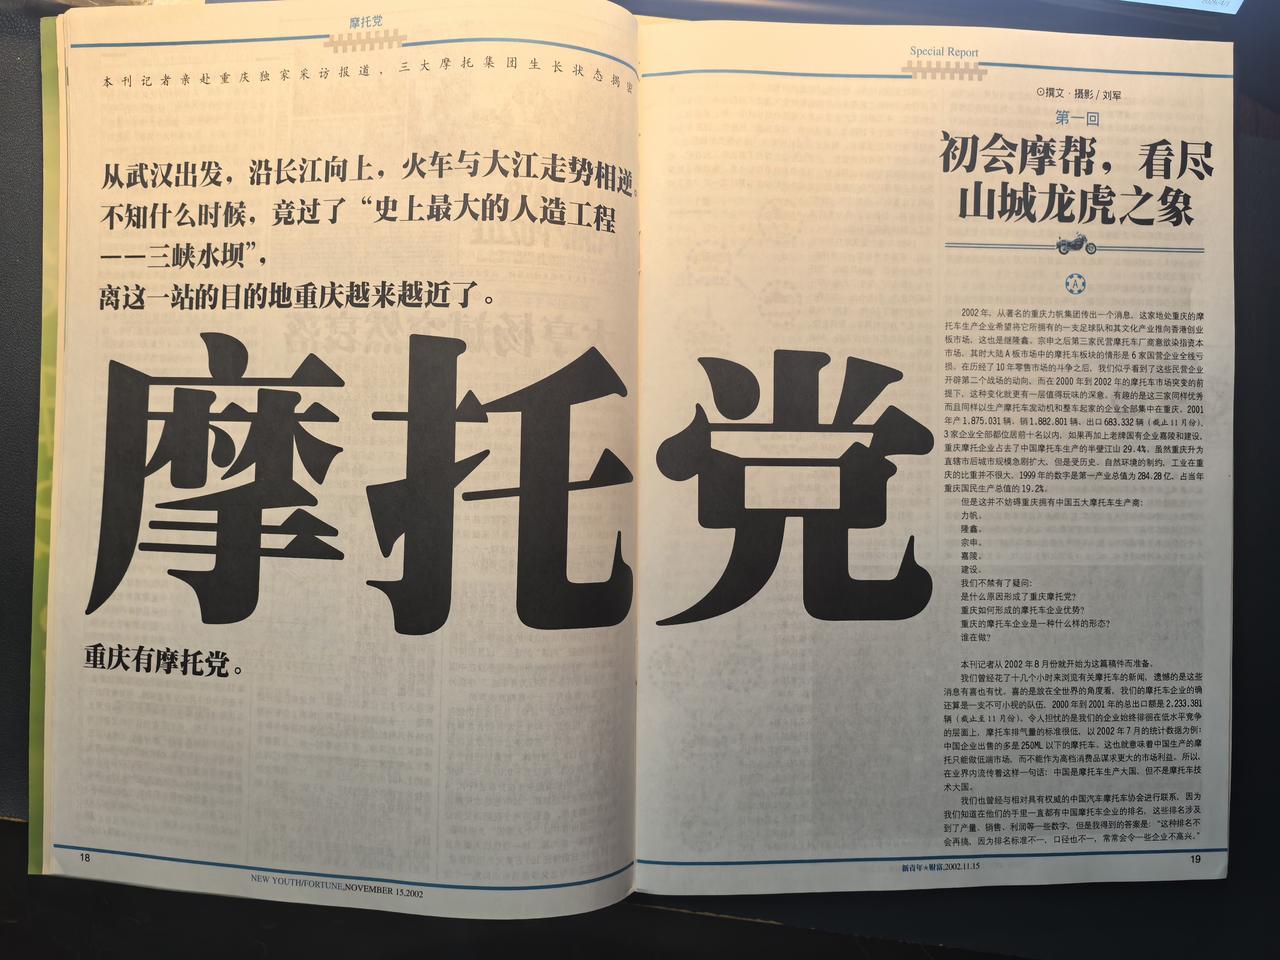 摩托党
本刊记者亲赴重庆独家采访报道，三大摩托集团生长状态揭密
从武汉出发，沿长江向上，火车与大江走势相逆。
不知什么时候，竟过了“史上最大的人造工程
——三峡水坝”，
离这一站的目的地重庆越来越近了。
摩托党
重庆有摩托党。
18
NEW YOUTH/FORTUNE,NOVEMBER 15,2002
Special Report
⊙撰文·摄影/刘军
第一回
初会摩帮，看尽
山城龙虎之象
A
2002年，从著名的重庆力帆集团传出一个消息，这家地处重庆的摩
托车生产企业希望将它所拥有的一支足球队和其文化产业推向香港创业
板市场，这也是继隆鑫、宗申之后第三家民营摩托车厂商意欲染指资本
市场，其时大陆A板市场中的摩托车板块的情形是6家国营企业全线亏
损。在历经了10年零售市场的斗争之后，我们似乎看到了这些民营企业
开辟第二个战场的动向，而在2000年到2002年的摩托车市场突变的前
提下，这种变化就更有一层值得玩味的深意。有趣的是这三家同样优秀
而且同样以生产摩托车发动机和整车起家的企业全部集中在重庆。2001
年产1,875,031辆、销1,882,801辆、出口683,332辆（截止11月份），
3家企业全部都位居前十名以内，如果再加上老牌国有企业嘉陵和建设，
重庆摩托企业占去了中国摩托车生产的半壁江山29.4%。虽然重庆升为
直辖市后城市规模急剧扩大，但是受历史、自然环境的制约，工业在重
庆的比重并不很大，1999年的数字是第一产业总值为284.28亿，占当年
重庆国民生产总值的19.2%。
但是这并不妨碍重庆拥有中国五大摩托车生产商：
力帆。
隆鑫。
宗申。
嘉陵。
建设。
我们不禁有了疑问：
是什么原因形成了重庆摩托党？
重庆如何形成的摩托车企业优势？
重庆的摩托车企业是一种什么样的形态？
谁在做？
本刊记者从2002年8月份就开始为这篇稿件而准备。
我们曾经花了十几个小时来浏览有关摩托车的新闻，遗憾的是这些
消息有喜也有忧。喜的是放在全世界的角度看，我们的摩托车企业的确
还算是一支不可小视的队伍，2000年到2001年的总出口额是2,233,381
辆（截止至11月份）。令人担忧的是我们的企业始终徘徊在低水平竞争
的层面上，摩托车排气量的标准很低，以2002年7月的统计数据为例：
中国企业出售的多是250ML以下的摩托车。这也就意味着中国生产的摩
托只能做低端市场，而不能作为高档消费品谋求更大的市场利益。所以，
在业界内流传着这样一句话：中国是摩托车生产大国，但不是摩托车技
术大国。
我们也曾经与相对具有权威的中国汽车摩托车协会进行联系，因为
我们知道在他们的手里一直都有中国摩托车企业的排名，这些排名涉及
到了产量、销售、利润等一些数字，但是我得到的答案是：“这种排名不
会再搞，因为排名标准不一，口径也不一，常常会令一些企业不高兴。”
新青年★财富,2002.11.15
19